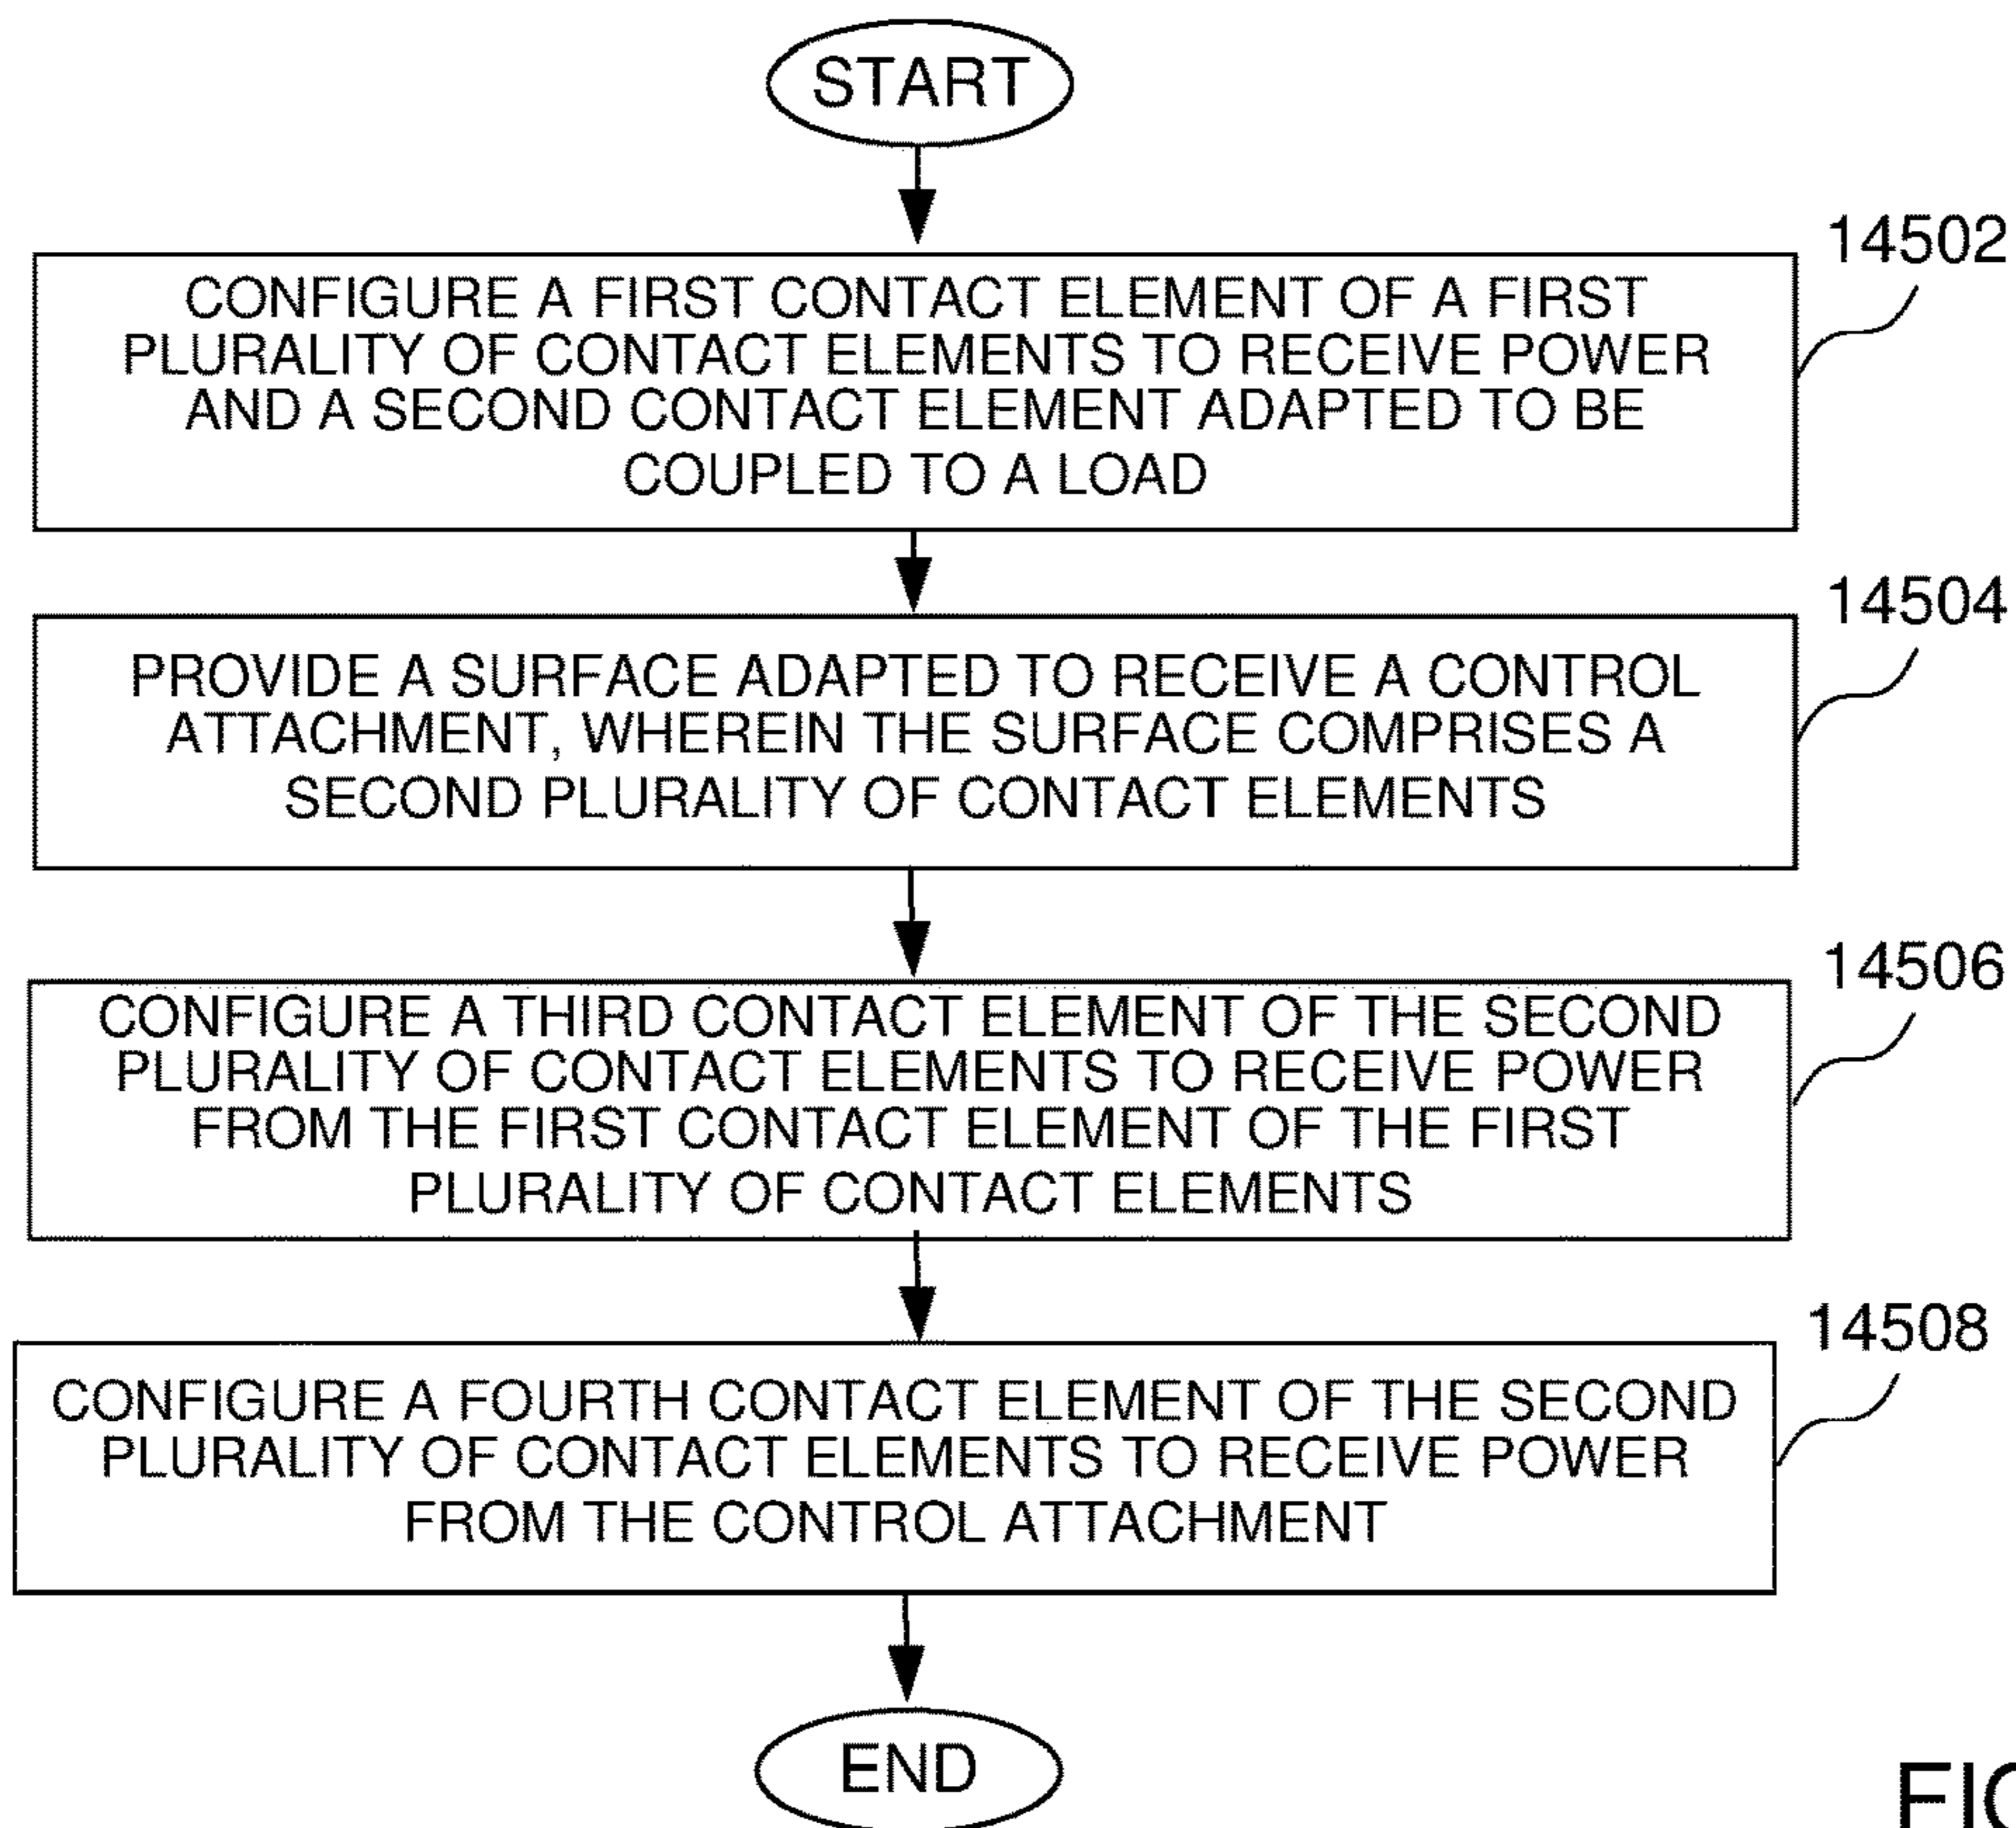 START
14502
CONFIGURE A FIRST CONTACT ELEMENT OF A FIRST
PLURALITY OF CONTACT ELEMENTS TO RECEIVE POWER
AND A SECOND CONTACT ELEMENT ADAPTED TO BE
COUPLED TO A LOAD
14504
PROVIDE A SURFACE ADAPTED TO RECEIVE A CONTROL
ATTACHMENT, WHEREIN THE SURFACE COMPRISES A
SECOND PLURALITY OF CONTACT ELEMENTS
14506
CONFIGURE A THIRD CONTACT ELEMENT OF THE SECOND
PLURALITY OF CONTACT ELEMENTS TO RECEIVE POWER
FROM THE FIRST CONTACT ELEMENT OF THE FIRST
PLURALITY OF CONTACT ELEMENTS
14508
CONFIGURE A FOURTH CONTACT ELEMENT OF THE SECOND
PLURALITY OF CONTACT ELEMENTS TO RECEIVE POWER
FROM THE CONTROL ATTACHMENT
END